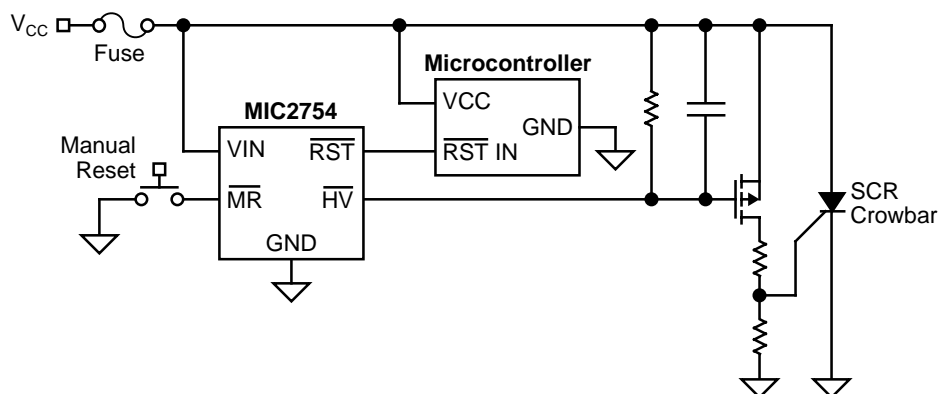 VCC
Fuse
Microcontroller
VCC
GND
RST IN
MIC2754
VIN
RST
MR
HV
GND
Manual
Reset
SCR
Crowbar